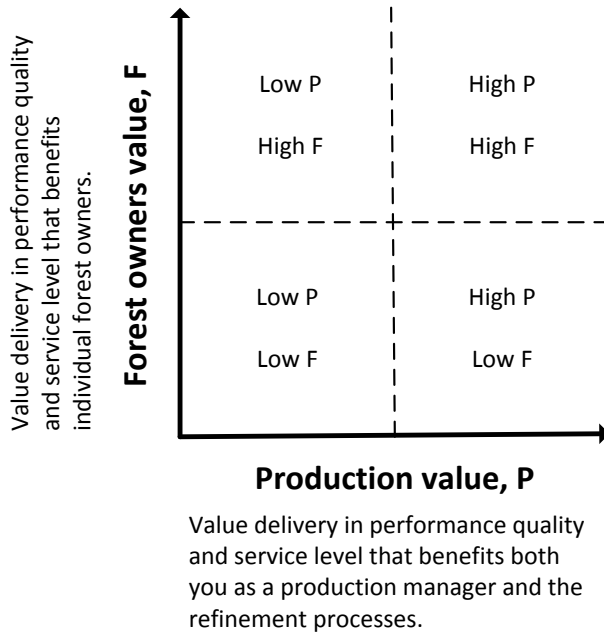 Value delivery in performance quality
and service level that benefits
individual forest owners.
Forest owners value, F
Low P
High P
High F
High F
Low P
High P
Low F
Low F
Production value, P
Value delivery in performance quality
and service level that benefits both
you as a production manager and the
refinement processes.